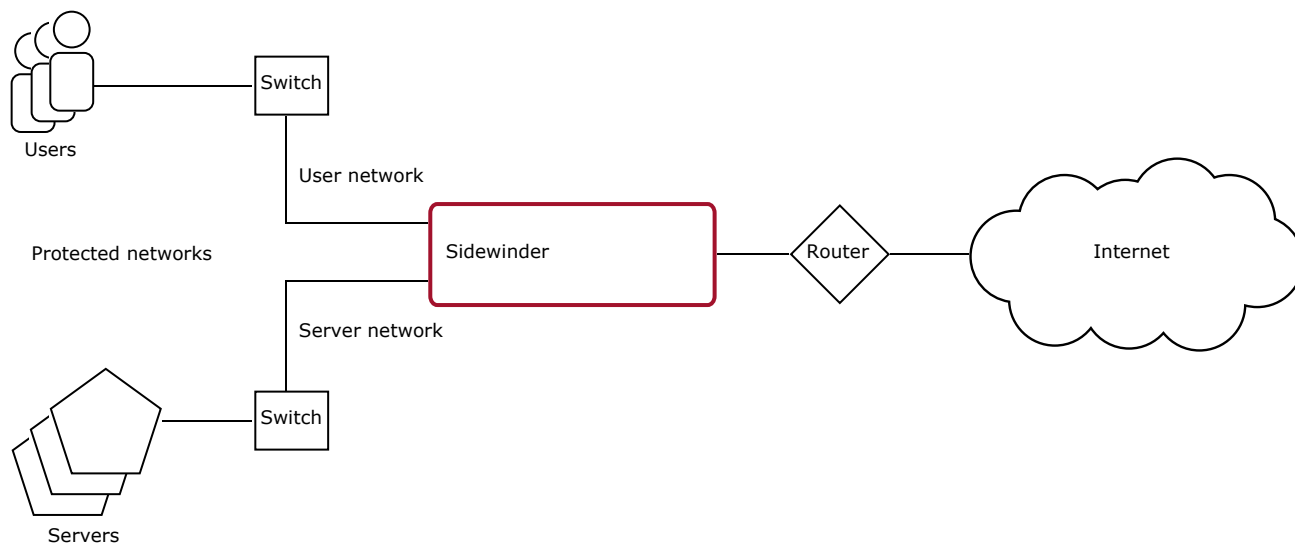 Switch
Users
User network
Protected networks
Sidewinder
Router
Internet
Server network
Switch
Servers